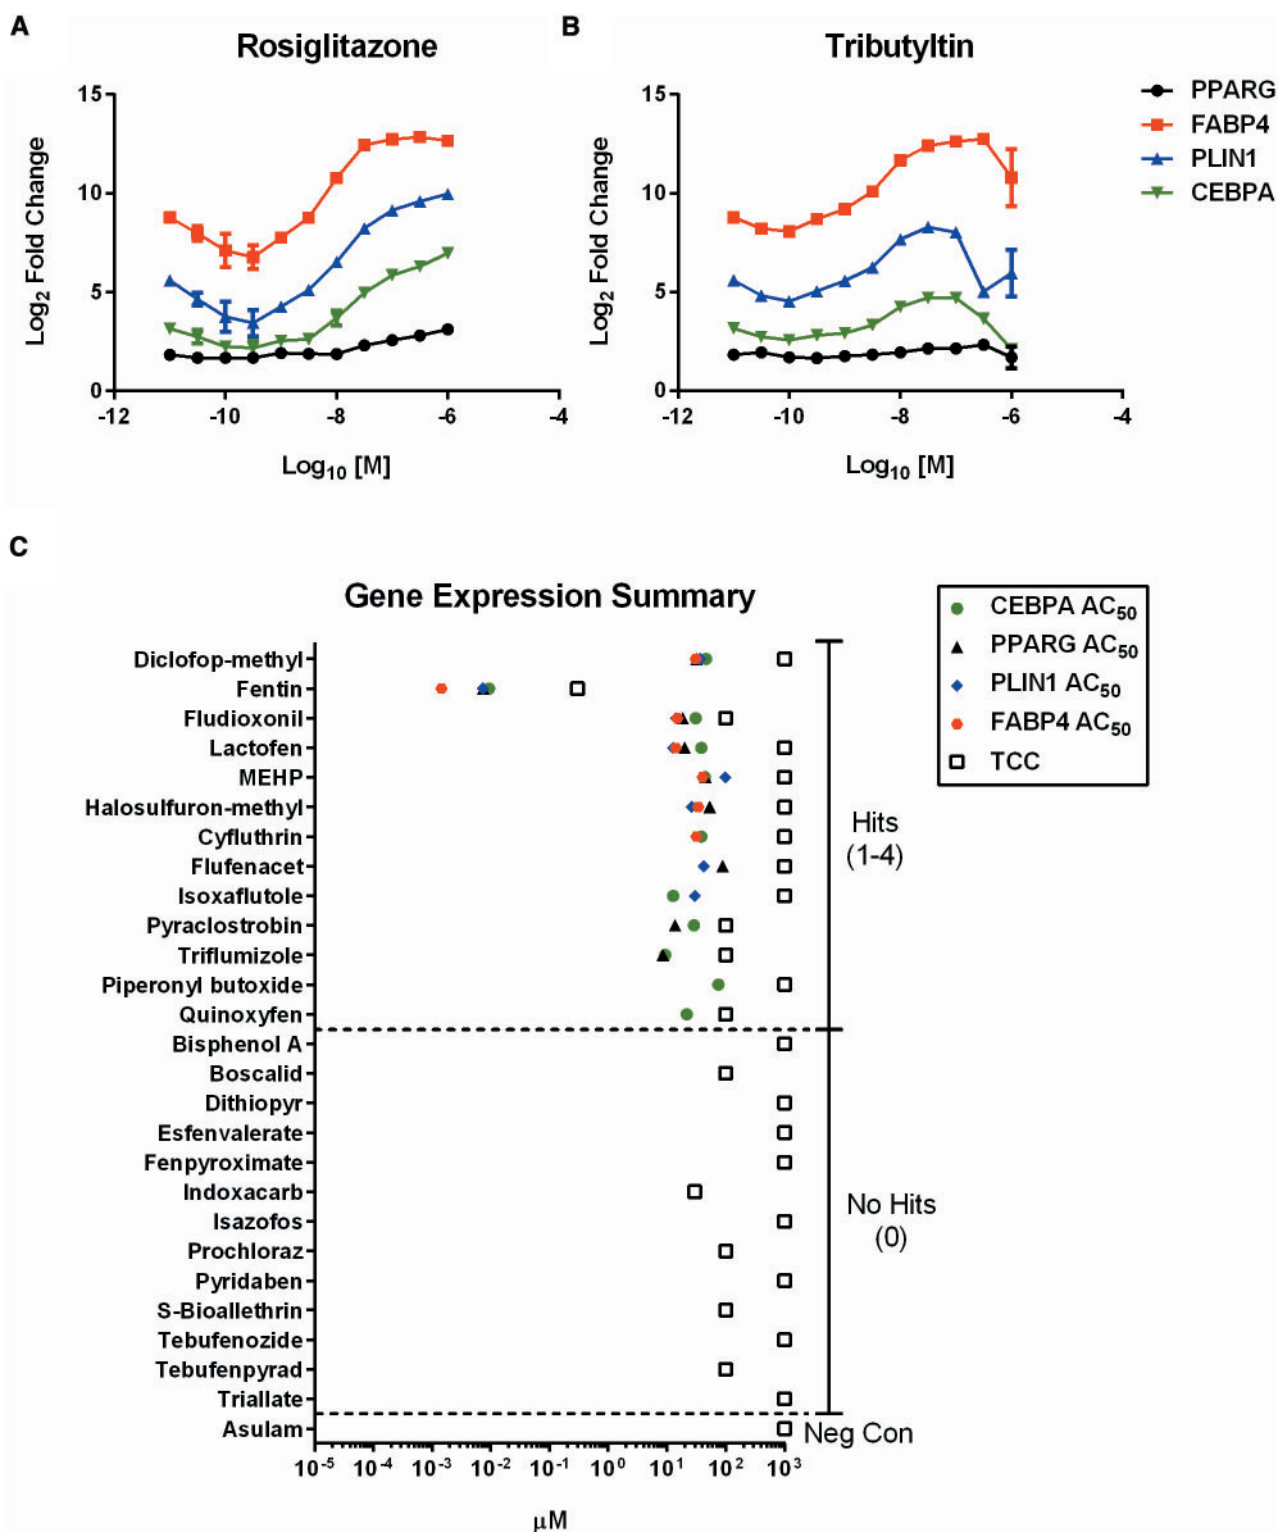 A
Rosiglitazone
15
10
5
0
-12
-10
-8
-6
-4
Log2 Fold Change
Log10 [M]
B
Tributyltin
15
10
5
0
-12
-10
-8
-6
-4
Log2 Fold Change
Log10 [M]
PPARG
FABP4
PLIN1
CEBPA
C
Gene Expression Summary
CEBPA AC50
PPARG AC50
PLIN1 AC50
FABP4 AC50
TCC
Diclofop-methyl
Fentin
Fludioxonil
Lactofen
MEHP
Halosulfuron-methyl
Cyfluthrin
Flufenacet
Isoxaflutole
Pyraclostrobin
Triflumizole
Piperonyl butoxide
Quinoxyfen
Bisphenol A
Boscalid
Dithiopyr
Esfenvalerate
Fenpyroximate
Indoxacarb
Isazofos
Prochloraz
Pyridaben
S-Bioallethrin
Tebufenozide
Tebufenpyrad
Triallate
Asulam
Hits
(1-4)
No Hits
(0)
Neg Con
10-5
10-4
10-3
10-2
10-1
100
101
102
103
µM